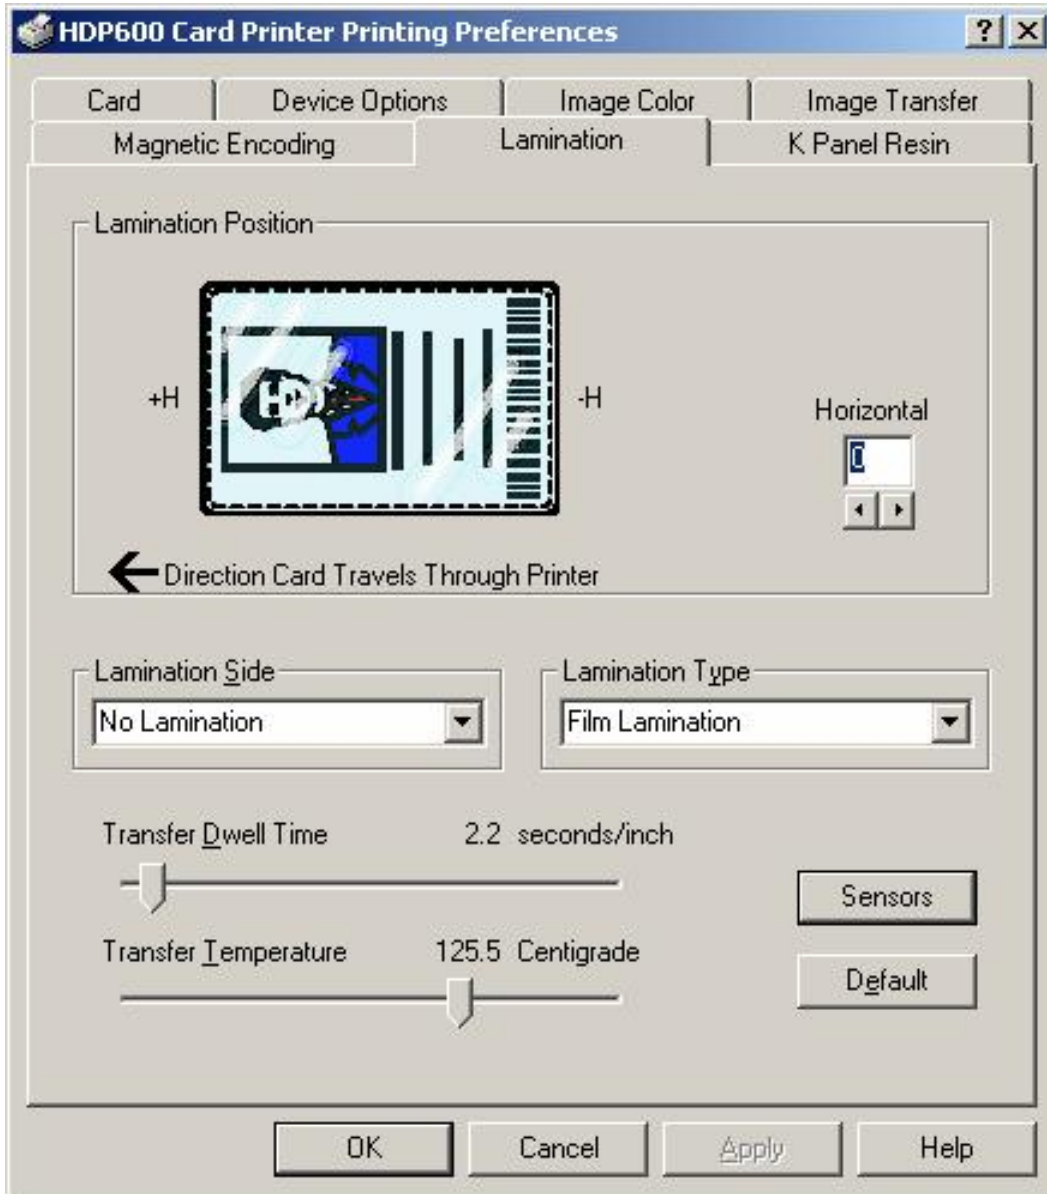 HDP600 Card Printer Printing Preferences
Card Device Options Image Color Image Transfer
Magnetic Encoding Lamination K Panel Resin
Lamination Position
+H -H
Horizontal
0
Direction Card Travels Through Printer
Lamination Side Lamination Type
No Lamination Film Lamination
Transfer Dwell Time 2.2 seconds/inch
Sensors
Transfer Temperature 125.5 Centigrade
Default
OK Cancel Apply Help